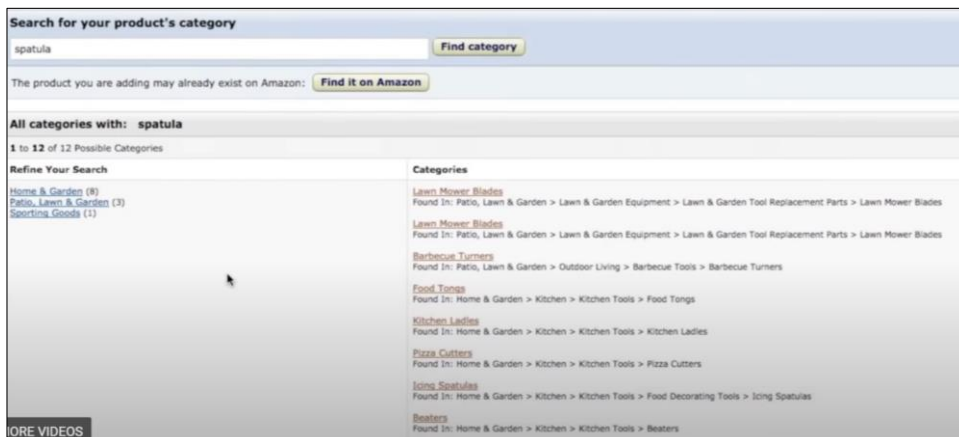 Search for your product's category
spatula
Find category
The product you are adding may already exist on Amazon: Find it on Amazon
All categories with: spatula
1 to 12 of 12 Possible Categories
Refine Your Search
Home & Garden (8)
Patio, Lawn & Garden (3)
Sporting Goods (1)
Categories
Lawn Mower Blades
Found In: Patio, Lawn & Garden > Lawn & Garden Equipment > Lawn & Garden Tool Replacement Parts > Lawn Mower Blades
Lawn Mower Blades
Found In: Patio, Lawn & Garden > Lawn & Garden Equipment > Lawn & Garden Tool Replacement Parts > Lawn Mower Blades
Barbecue Turners
Found In: Patio, Lawn & Garden > Outdoor Living > Barbecue Tools > Barbecue Turners
Food Tongs
Found In: Home & Garden > Kitchen > Kitchen Tools > Food Tongs
Kitchen Ladles
Found In: Home & Garden > Kitchen > Kitchen Tools > Kitchen Ladles
Pizza Cutters
Found In: Home & Garden > Kitchen > Kitchen Tools > Pizza Cutters
Icing Spatulas
Found In: Home & Garden > Kitchen > Kitchen Tools > Food Decorating Tools > Icing Spatulas
Beaters
Found In: Home & Garden > Kitchen > Kitchen Tools > Beaters
MORE VIDEOS